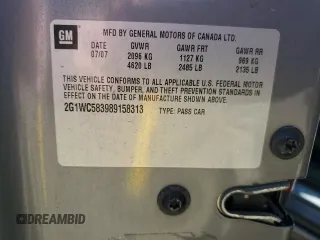 GM
MFD BY GENERAL MOTORS OF CANADA LTD.
DATE GVWR GAWR FRT GAWR RR
07/07 2096 KG 1127 KG 969 KG
4620 LB 2485 LB 2135 LB
THIS VEHICLE CONFORMS TO ALL APPLICABLE U.S. FEDERAL MOTOR
VEHICLE SAFETY, BUMPER, AND THEFT PREVENTION STANDARDS IN
EFFECT ON THE DATE OF MANUFACTURE SHOWN ABOVE.
2G1WC583989158313 TYPE: PASS CAR
DREAMBID